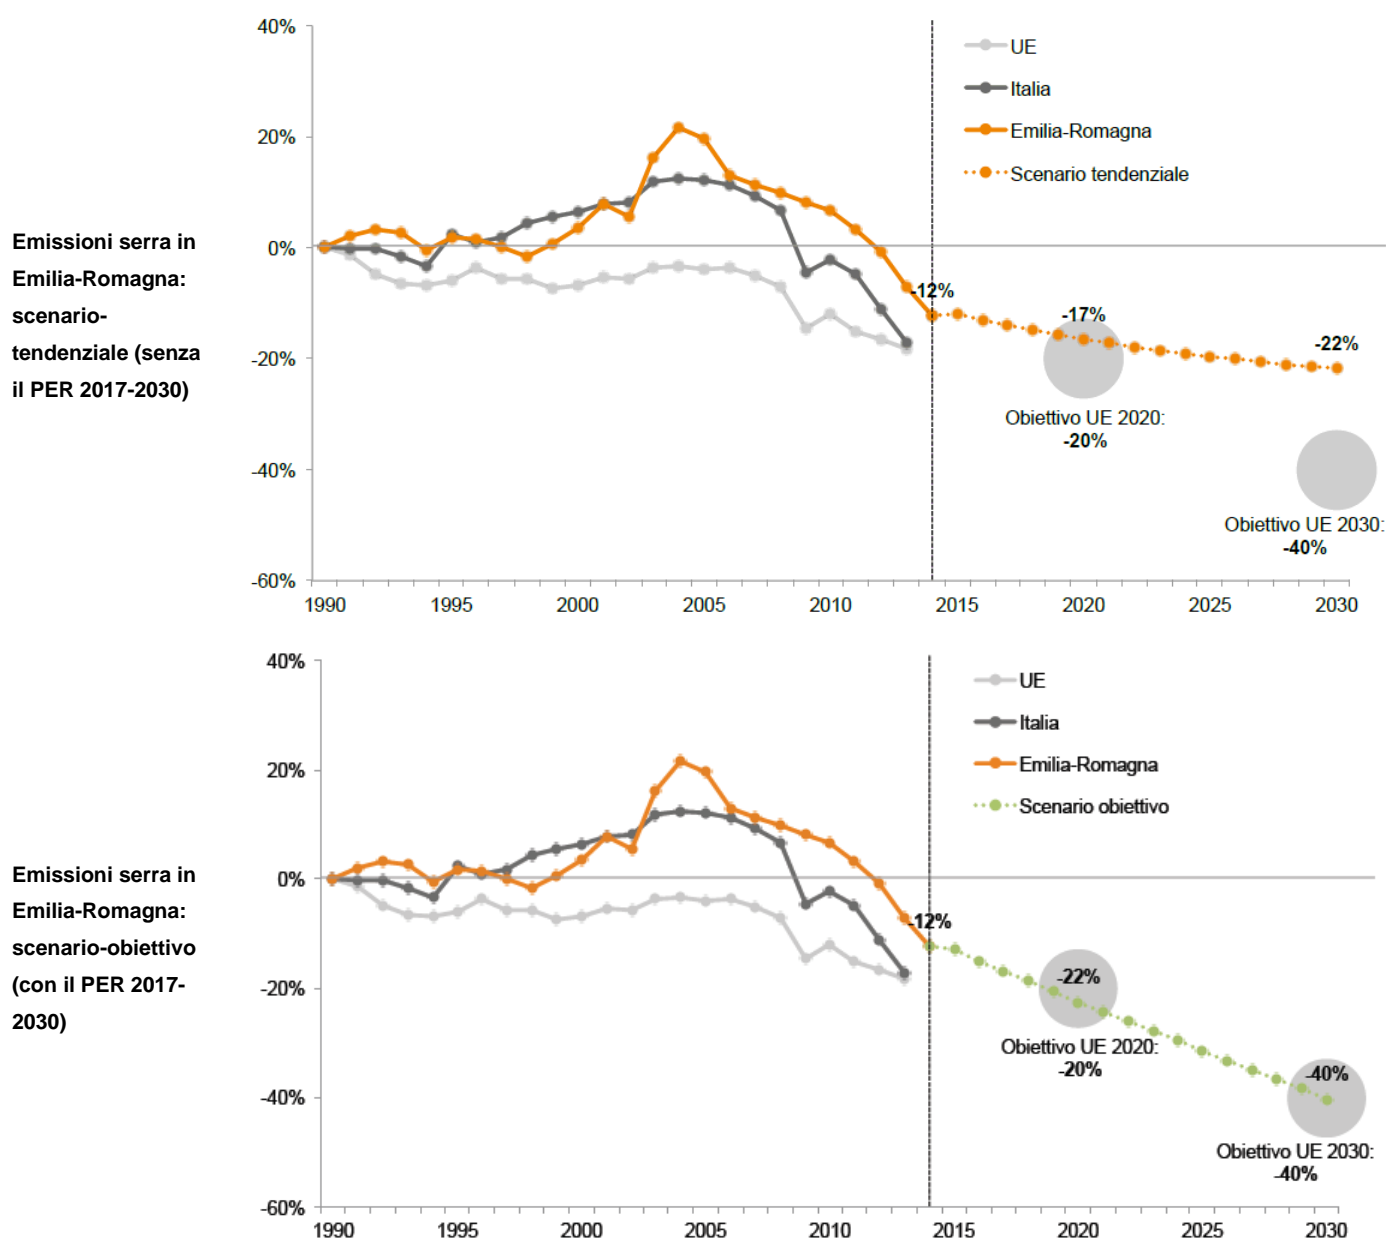 Emissioni serra in
Emilia-Romagna:
scenario-
tendenziale (senza
il PER 2017-2030)
40%
20%
0%
-20%
-40%
-60%
UE
Italia
Emilia-Romagna
Scenario tendenziale
-12%
-17%
-22%
Obiettivo UE 2020:
-20%
Obiettivo UE 2030:
-40%
1990 1995 2000 2005 2010 2015 2020 2025 2030
Emissioni serra in
Emilia-Romagna:
scenario-obiettivo
(con il PER 2017-
2030)
40%
20%
0%
-20%
-40%
-60%
UE
Italia
Emilia-Romagna
Scenario obiettivo
-12%
-22%
Obiettivo UE 2020:
-20%
-40%
Obiettivo UE 2030:
-40%
1990 1995 2000 2005 2010 2015 2020 2025 2030